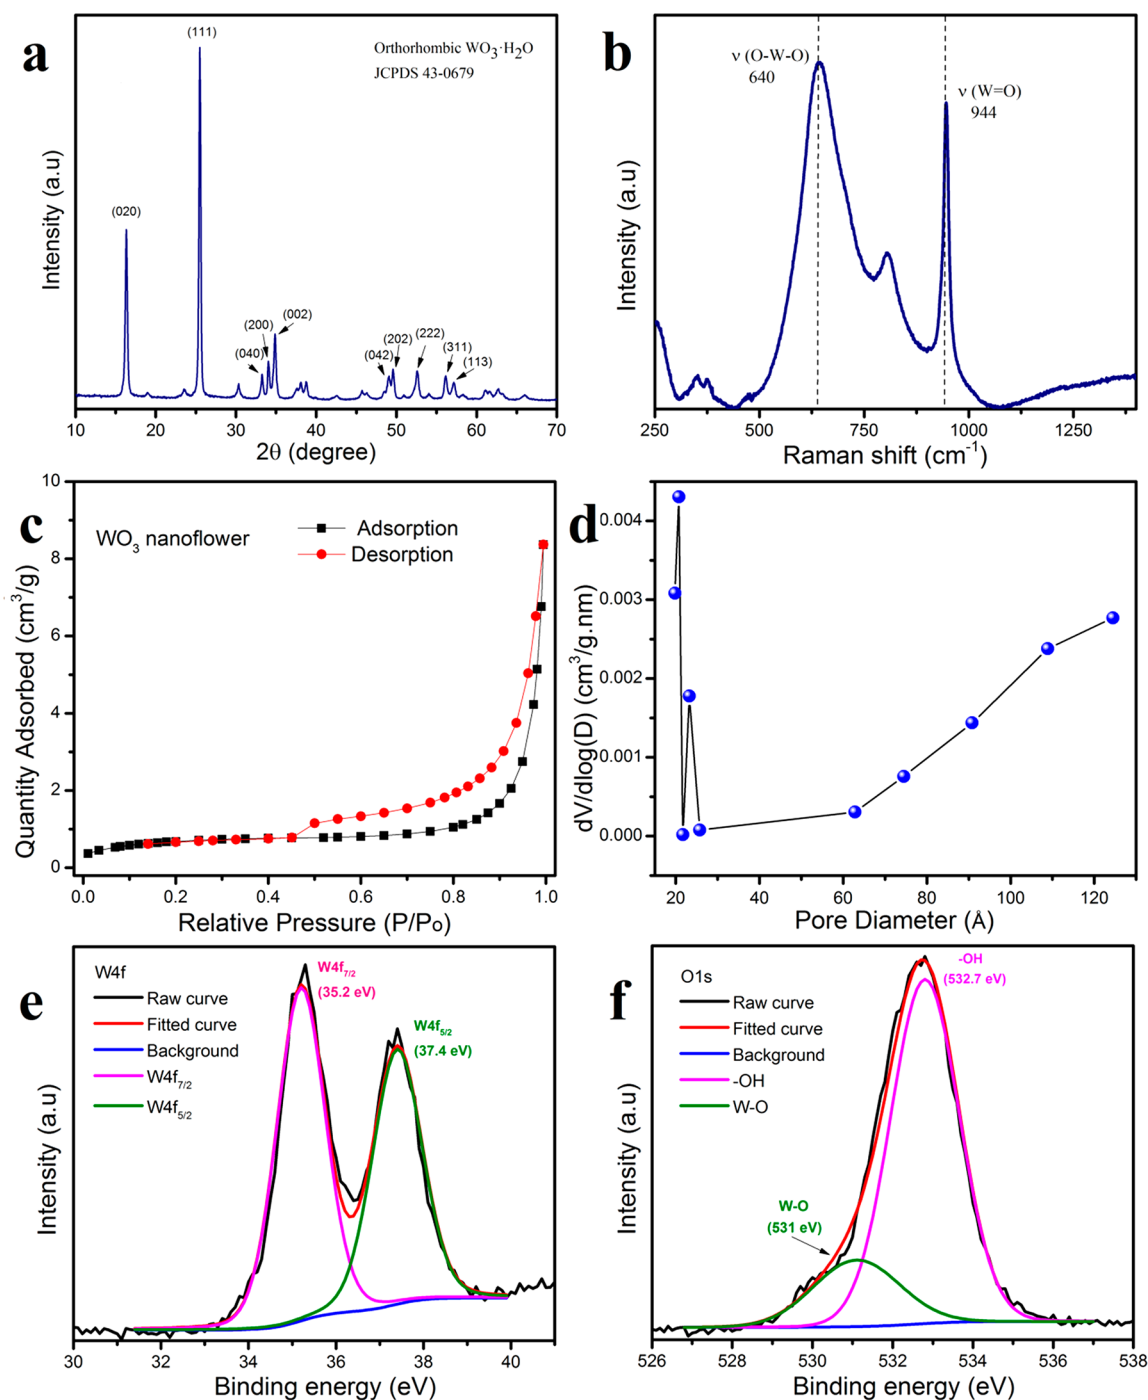 a
(111)
Orthorhombic WO₃·H₂O
JCPDS 43-0679
(020)
(200)
(002)
(040)
(042)
(202)
(222)
(311)
(113)
Intensity (a.u)
10 20 30 40 50 60 70
2θ (degree)
b
ν (O-W-O)
640
ν (W=O)
944
Intensity (a.u)
250 500 750 1000 1250
Raman shift (cm⁻¹)
c
WO₃ nanoflower
Adsorption
Desorption
Quantity Adsorbed (cm³/g)
10
8
6
4
2
0
0.0 0.2 0.4 0.6 0.8 1.0
Relative Pressure (P/Po)
d
dV/dlog(D) (cm³/g.nm)
0.004
0.003
0.002
0.001
0.000
20 40 60 80 100 120
Pore Diameter (Å)
e
W4f
Raw curve
Fitted curve
Background
W4f₇/₂
W4f₅/₂
W4f₇/₂
(35.2 eV)
W4f₅/₂
(37.4 eV)
Intensity (a.u)
30 32 34 36 38 40
Binding energy (eV)
f
O1s
Raw curve
Fitted curve
Background
-OH
W-O
-OH
(532.7 eV)
W-O
(531 eV)
Intensity (a.u)
526 528 530 532 534 536 538
Binding energy (eV)